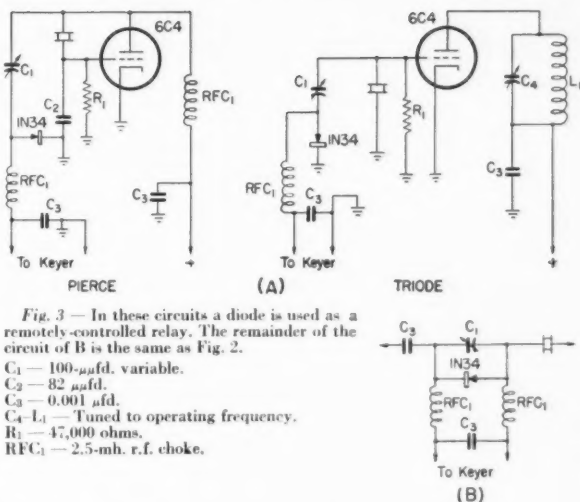 6C4
C1
C2
R1
RFC1
IN34
RFC1
C3
C3
To Keyer
+
PIERCE
6C4
C1
R1
C4
L1
IN34
RFC1
C3
C3
To Keyer
+
TRIODE
(A)
Fig. 3 — In these circuits a diode is used as a
remotely-controlled relay. The remainder of the
circuit of B is the same as Fig. 2.
C1 — 100-μμfd. variable.
C2 — 82 μμfd.
C3 — 0.001 μfd.
C4-L1 — Tuned to operating frequency.
R1 — 47,000 ohms.
RFC1 — 2.5-mh. r.f. choke.
C3
C1
IN34
RFC1
RFC1
C3
To Keyer
(B)